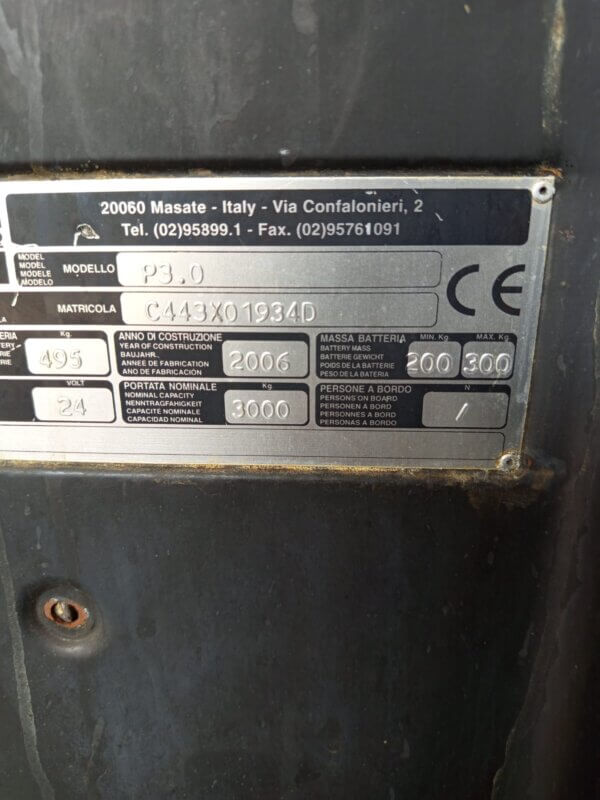 20060 Masate - Italy - Via Confalonieri, 2
Tel. (02)95899.1 - Fax. (02)95761091
MODEL
MODEL
MODÈLE
MODELO
MODELLO P3.0
MATRICOLA C443X01934D
Kg.
495
ANNO DI COSTRUZIONE
YEAR OF CONSTRUCTION
BAUJAHR.
ANNEE DE FABRICATION
ANO DE FABRICACION
2006
MASSA BATTERIA
BATTERY MASS
BATTERIE GEWICHT
POIDS DE LA BATTERIE
PESO DE LA BATERIA
MIN. Kg. MAX. Kg.
200 300
VOLT
24
PORTATA NOMINALE
NOMINAL CAPACITY
NENNTRAGFAHIGKEIT
CAPACITE NOMINALE
CAPACIDAD NOMINAL
Kg
3000
PERSONE A BORDO
PERSONS ON BOARD
PERSONEN A BORD
PERSONNES A BORD
PERSONAS A BORDO
N
/
CE